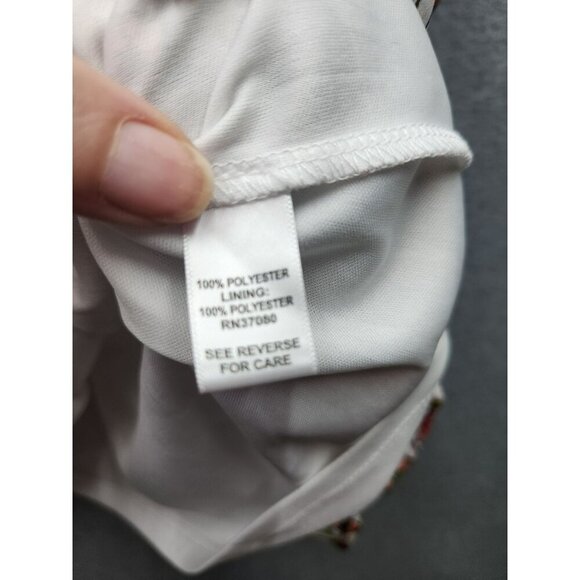 100% POLYESTER
LINING:
100% POLYESTER
RN37080
SEE REVERSE
FOR CARE